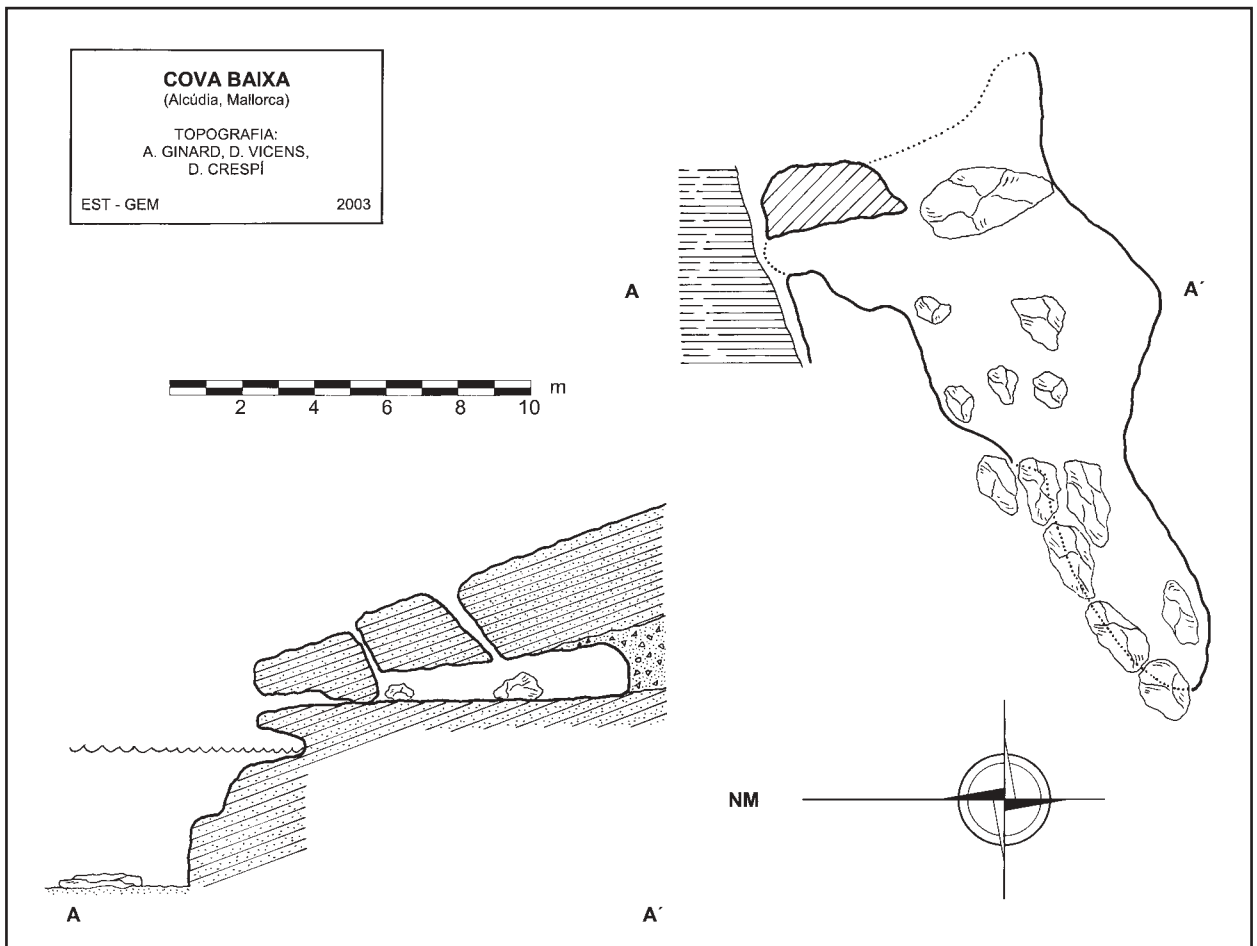 COVA BAIXA
(Alcúdia, Mallorca)
TOPOGRAFIA:
A. GINARD, D. VICENS,
D. CRESPÍ
EST - GEM 2003
A A´
m
2 4 6 8 10
NM
A A´